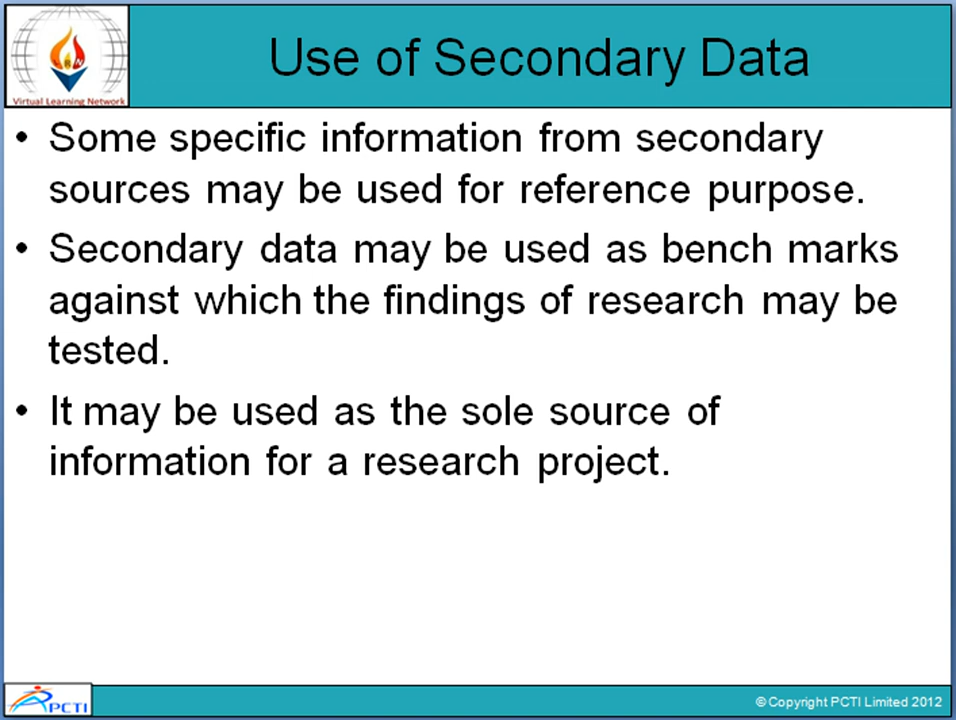 Use of Secondary Data
Virtual Learning Network
• Some specific information from secondary
sources may be used for reference purpose.
• Secondary data may be used as bench marks
against which the findings of research may be
tested.
• It may be used as the sole source of
information for a research project.
PCTI
© Copyright PCTI Limited 2012